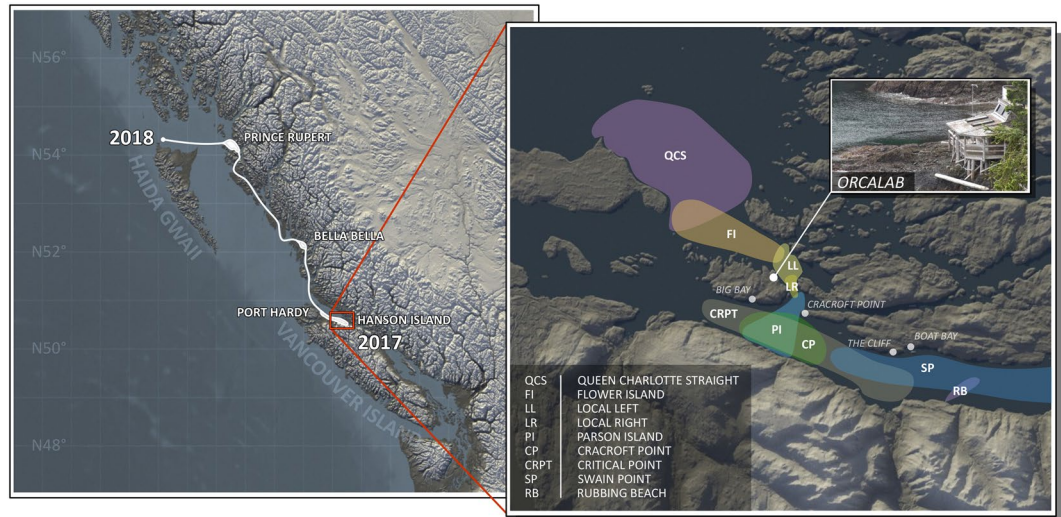 N56°
2018
PRINCE RUPERT
N54°
HAIDA GWAII
BELLA BELLA
N52°
PORT HARDY
HANSON ISLAND
2017
N50°
VANCOUVER ISLA
N48°
ORCALAB
QCS
FI
LL
LR
BIG BAY
CRACROFT POINT
CRPT
PI
CP
THE CLIFF
BOAT BAY
SP
RB
QCS QUEEN CHARLOTTE STRAIGHT
FI FLOWER ISLAND
LL LOCAL LEFT
LR LOCAL RIGHT
PI PARSON ISLAND
CP CRACROFT POINT
CRPT CRITICAL POINT
SP SWAIN POINT
RB RUBBING BEACH